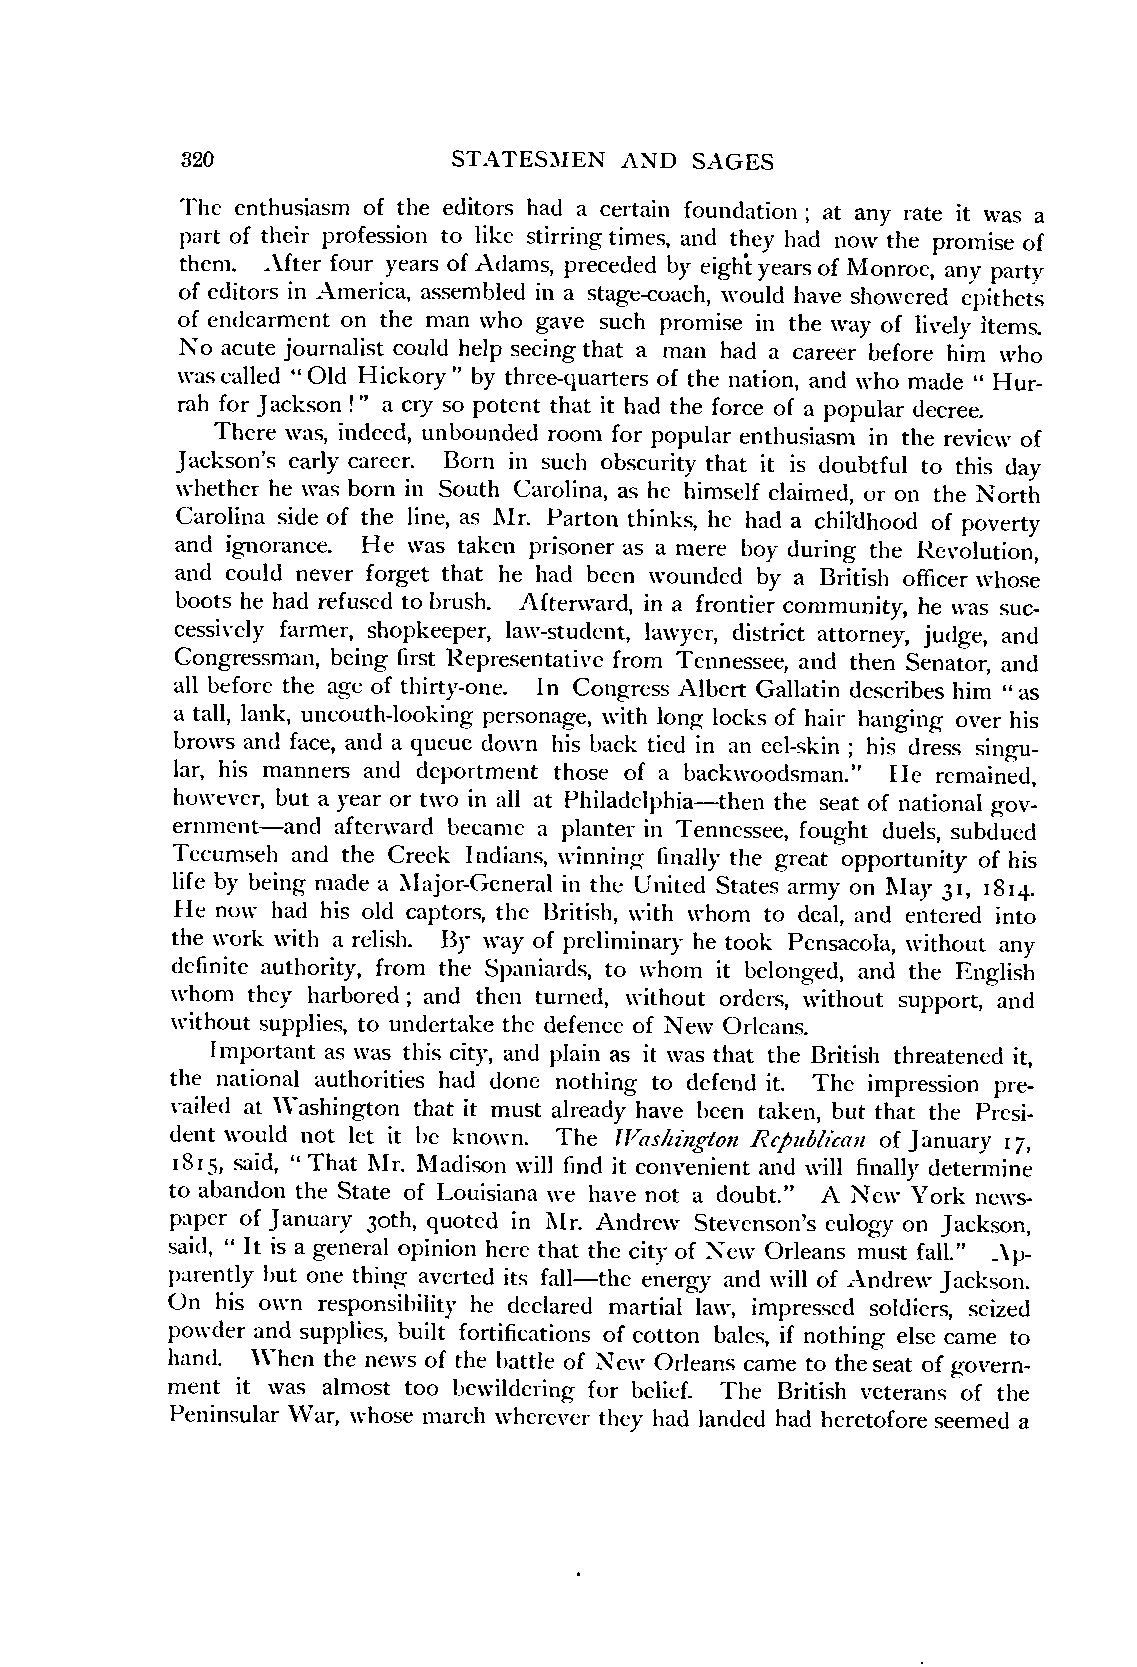 320 STATESMEN AND SAGES
The enthusiasm of the editors had a certain foundation; at any rate it was a
part of their profession to like stirring times, and they had now the promise of
them. After four years of Adams, preceded by eight years of Monroe, any party
of editors in America, assembled in a stage-coach, would have showered epithets
of endearment on the man who gave such promise in the way of lively items.
No acute journalist could help seeing that a man had a career before him who
was called "Old Hickory" by three-quarters of the nation, and who made "Hur-
rah for Jackson!" a cry so potent that it had the force of a popular decree.
There was, indeed, unbounded room for popular enthusiasm in the review of
Jackson's early career. Born in such obscurity that it is doubtful to this day
whether he was born in South Carolina, as he himself claimed, or on the North
Carolina side of the line, as Mr. Parton thinks, he had a childhood of poverty
and ignorance. He was taken prisoner as a mere boy during the Revolution,
and could never forget that he had been wounded by a British officer whose
boots he had refused to brush. Afterward, in a frontier community, he was suc-
cessively farmer, shopkeeper, law-student, lawyer, district attorney, judge, and
Congressman, being first Representative from Tennessee, and then Senator, and
all before the age of thirty-one. In Congress Albert Gallatin describes him "as
a tall, lank, uncouth-looking personage, with long locks of hair hanging over his
brows and face, and a queue down his back tied in an eel-skin; his dress singu-
lar, his manners and deportment those of a backwoodsman." He remained,
however, but a year or two in all at Philadelphia—then the seat of national gov-
ernment—and afterward became a planter in Tennessee, fought duels, subdued
Tecumseh and the Creek Indians, winning finally the great opportunity of his
life by being made a Major-General in the United States army on May 31, 1814.
He now had his old captors, the British, with whom to deal, and entered into
the work with a relish. By way of preliminary he took Pensacola, without any
definite authority, from the Spaniards, to whom it belonged, and the English
whom they harbored; and then turned, without orders, without support, and
without supplies, to undertake the defence of New Orleans.
Important as was this city, and plain as it was that the British threatened it,
the national authorities had done nothing to defend it. The impression pre-
vailed at Washington that it must already have been taken, but that the Presi-
dent would not let it be known. The Washington Republican of January 17,
1815, said, "That Mr. Madison will find it convenient and will finally determine
to abandon the State of Louisiana we have not a doubt." A New York news-
paper of January 30th, quoted in Mr. Andrew Stevenson's eulogy on Jackson,
said, "It is a general opinion here that the city of New Orleans must fall." Ap-
parently but one thing averted its fall—the energy and will of Andrew Jackson.
On his own responsibility he declared martial law, impressed soldiers, seized
powder and supplies, built fortifications of cotton bales, if nothing else came to
hand. When the news of the battle of New Orleans came to the seat of govern-
ment it was almost too bewildering for belief. The British veterans of the
Peninsular War, whose march wherever they had landed had heretofore seemed a